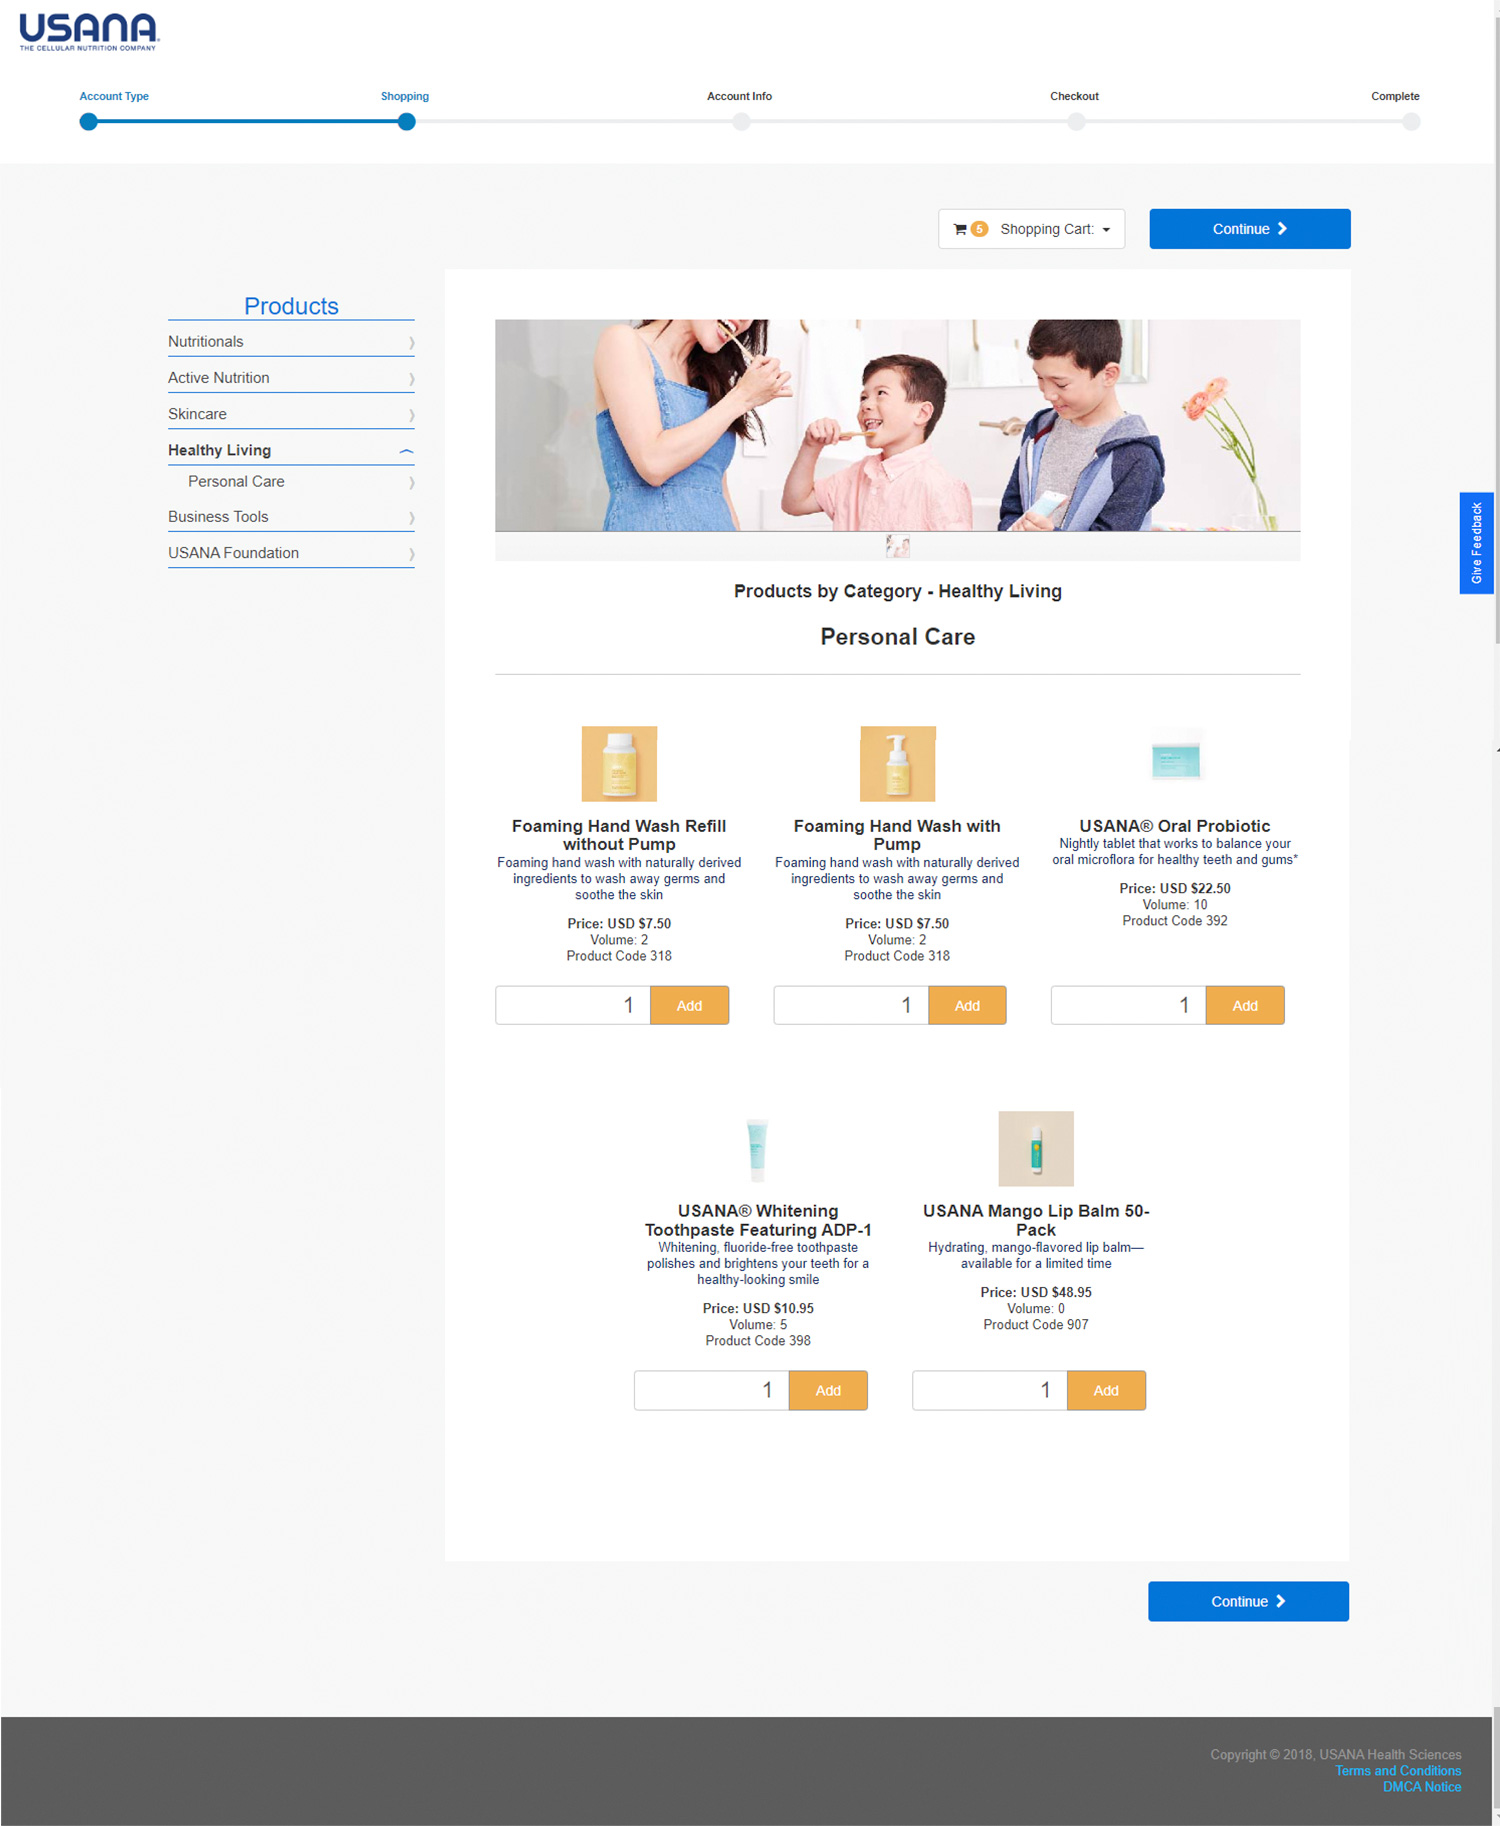 USANA
THE CELLULAR NUTRITION COMPANY
Account Type
Shopping
Account Info
Checkout
Complete
5 Shopping Cart:
Continue
Products
Nutritionals
Active Nutrition
Skincare
Healthy Living
Personal Care
Business Tools
USANA Foundation
Give Feedback
Products by Category - Healthy Living
Personal Care
Foaming Hand Wash Refill
without Pump
Foaming hand wash with naturally derived
ingredients to wash away germs and
soothe the skin
Price: USD $7.50
Volume: 2
Product Code 318
1 Add
Foaming Hand Wash with
Pump
Foaming hand wash with naturally derived
ingredients to wash away germs and
soothe the skin
Price: USD $7.50
Volume: 2
Product Code 318
1 Add
USANA® Oral Probiotic
Nightly tablet that works to balance your
oral microflora for healthy teeth and gums*
Price: USD $22.50
Volume: 10
Product Code 392
1 Add
USANA® Whitening
Toothpaste Featuring ADP-1
Whitening, fluoride-free toothpaste
polishes and brightens your teeth for a
healthy-looking smile
Price: USD $10.95
Volume: 5
Product Code 398
1 Add
USANA Mango Lip Balm 50-
Pack
Hydrating, mango-flavored lip balm—
available for a limited time
Price: USD $48.95
Volume: 0
Product Code 907
1 Add
Continue
Copyright © 2018, USANA Health Sciences
Terms and Conditions
DMCA Notice